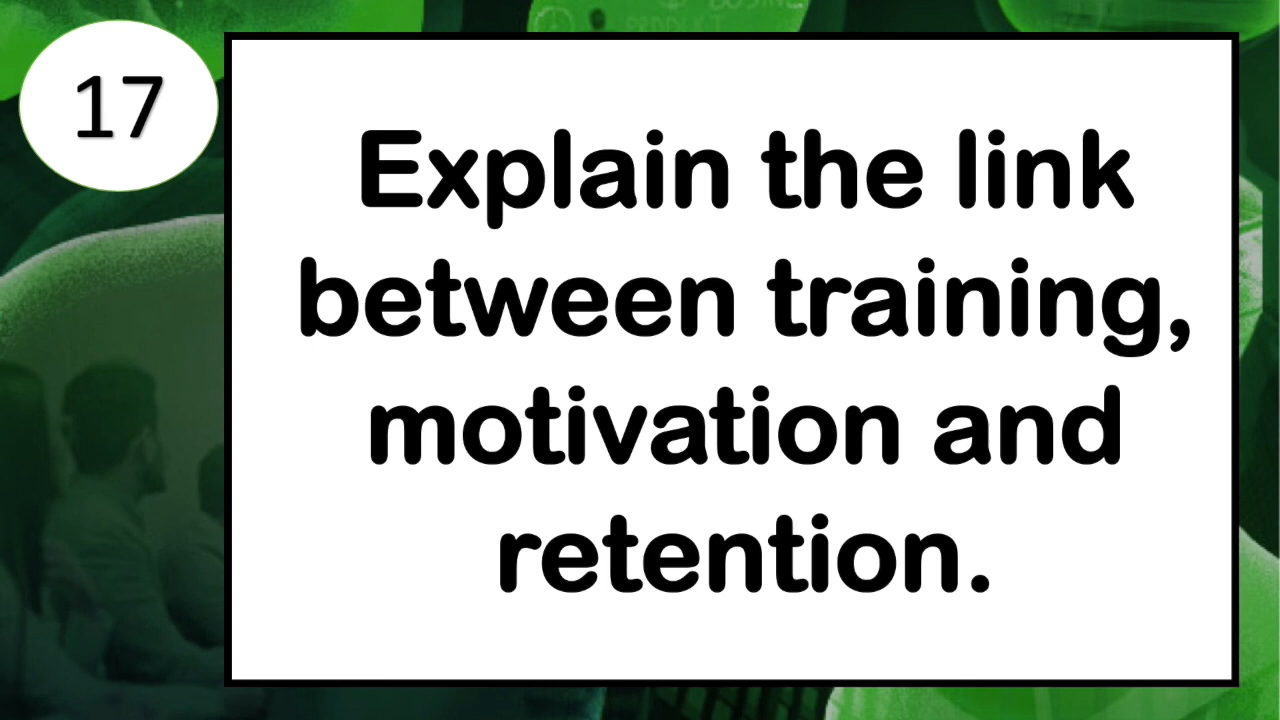 17
Explain the link
between training,
motivation and
retention.